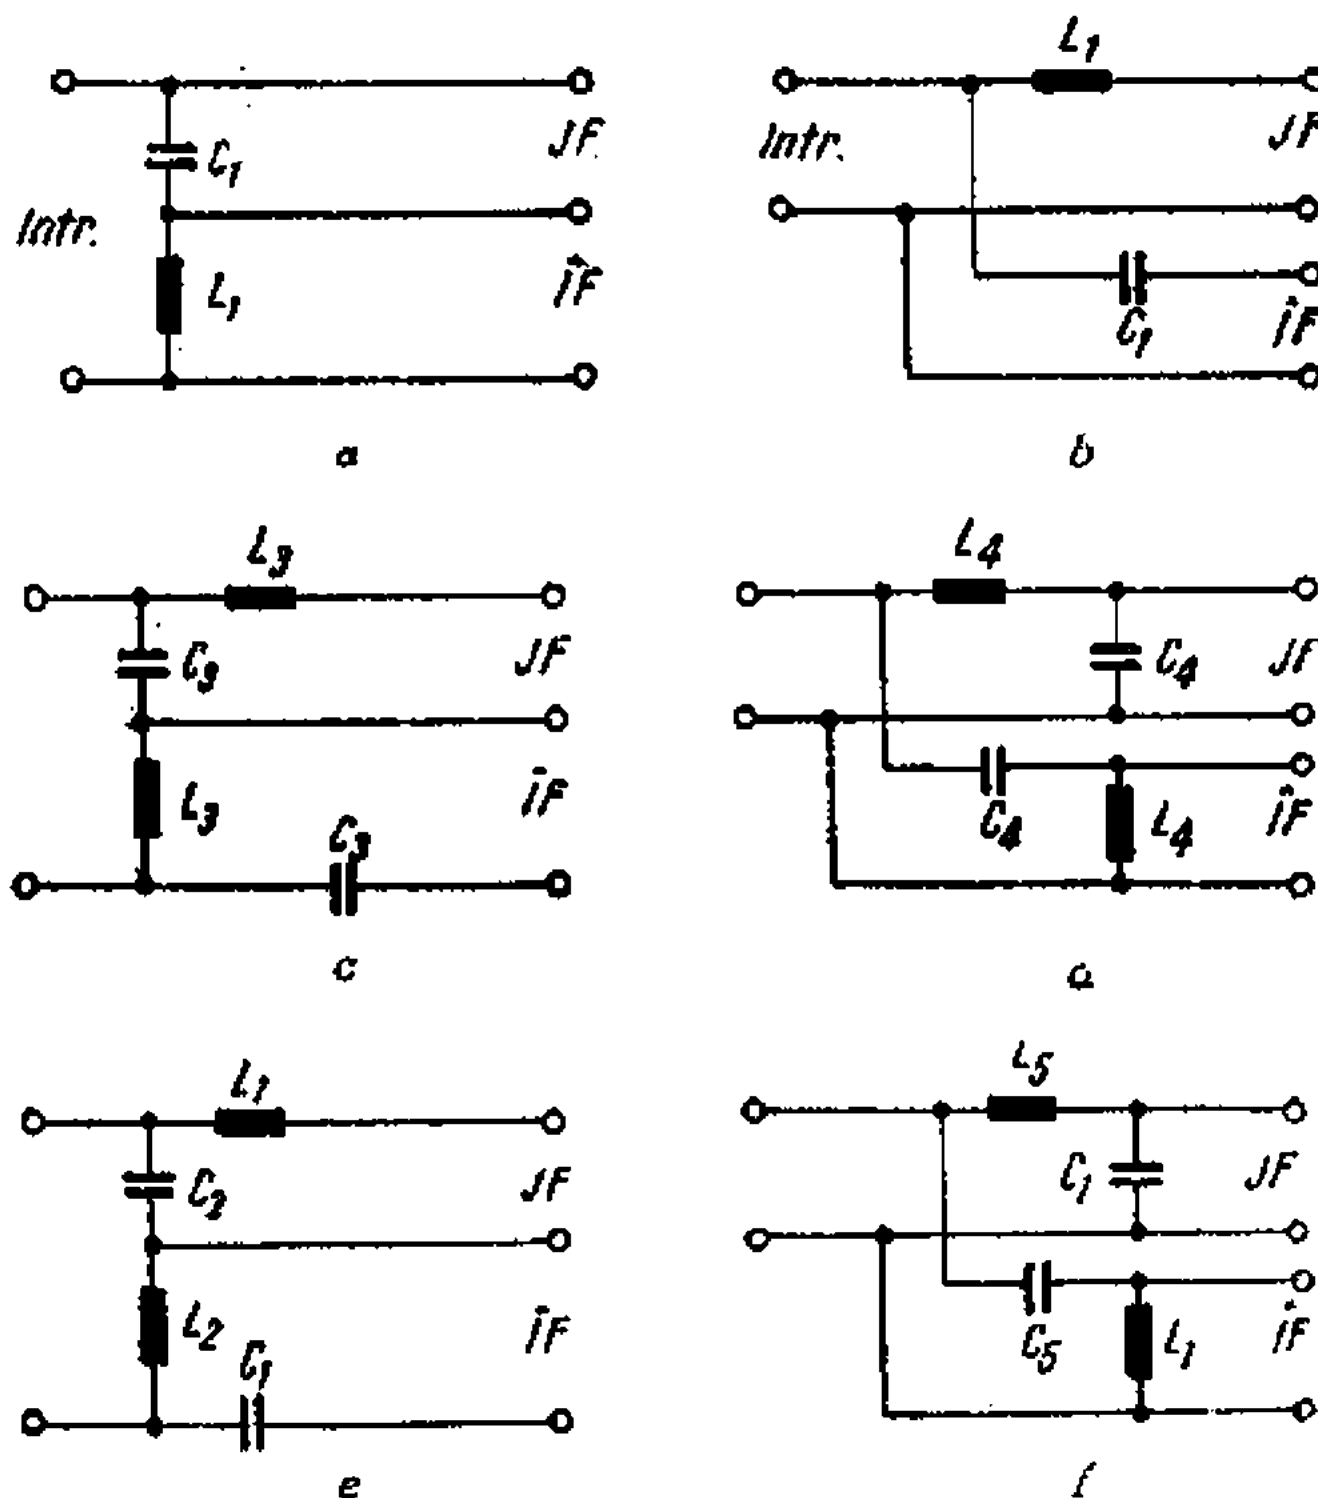 C₁
JF
Intr.
L₁
ÎF
a
L₁
Intr.
JF
C₁
ÎF
b
L₃
C₃
JF
L₃
C₃
ÎF
c
L₄
C₄
JF
C₄
L₄
ÎF
a
L₁
C₂
JF
L₂
C₁
ÎF
e
L₅
C₁
JF
C₅
L₁
ÎF
f